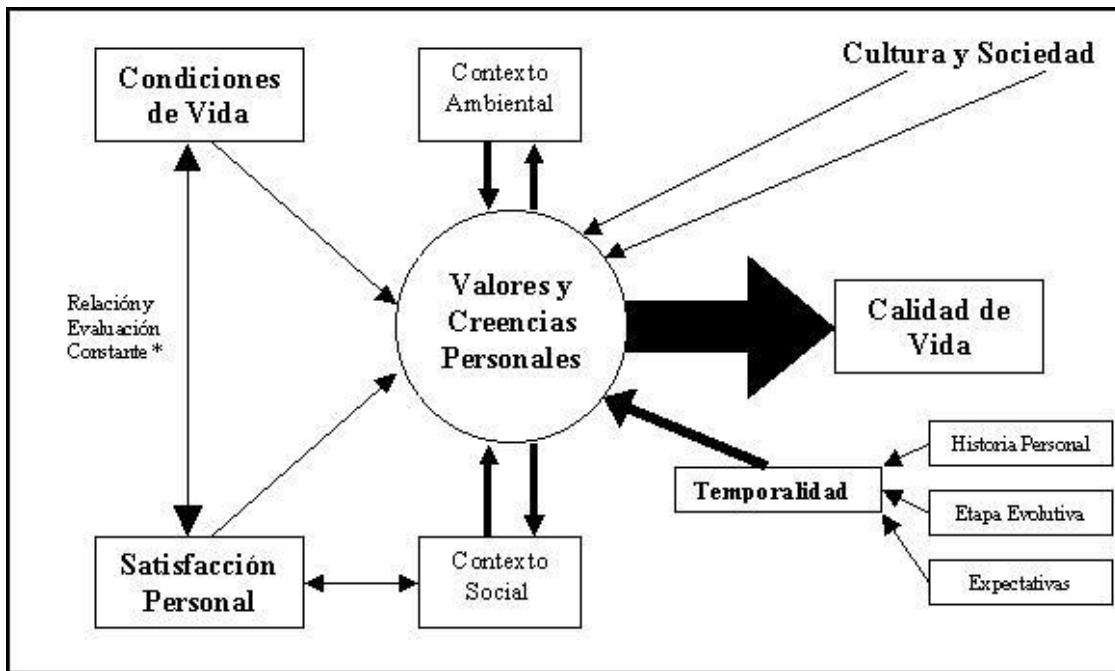 Condiciones
de Vida
Contexto
Ambiental
Cultura y Sociedad
Relación y
Evaluación
Constante *
Valores y
Creencias
Personales
Calidad de
Vida
Temporalidad
Historia Personal
Etapa Evolutiva
Expectativas
Satisfacción
Personal
Contexto
Social